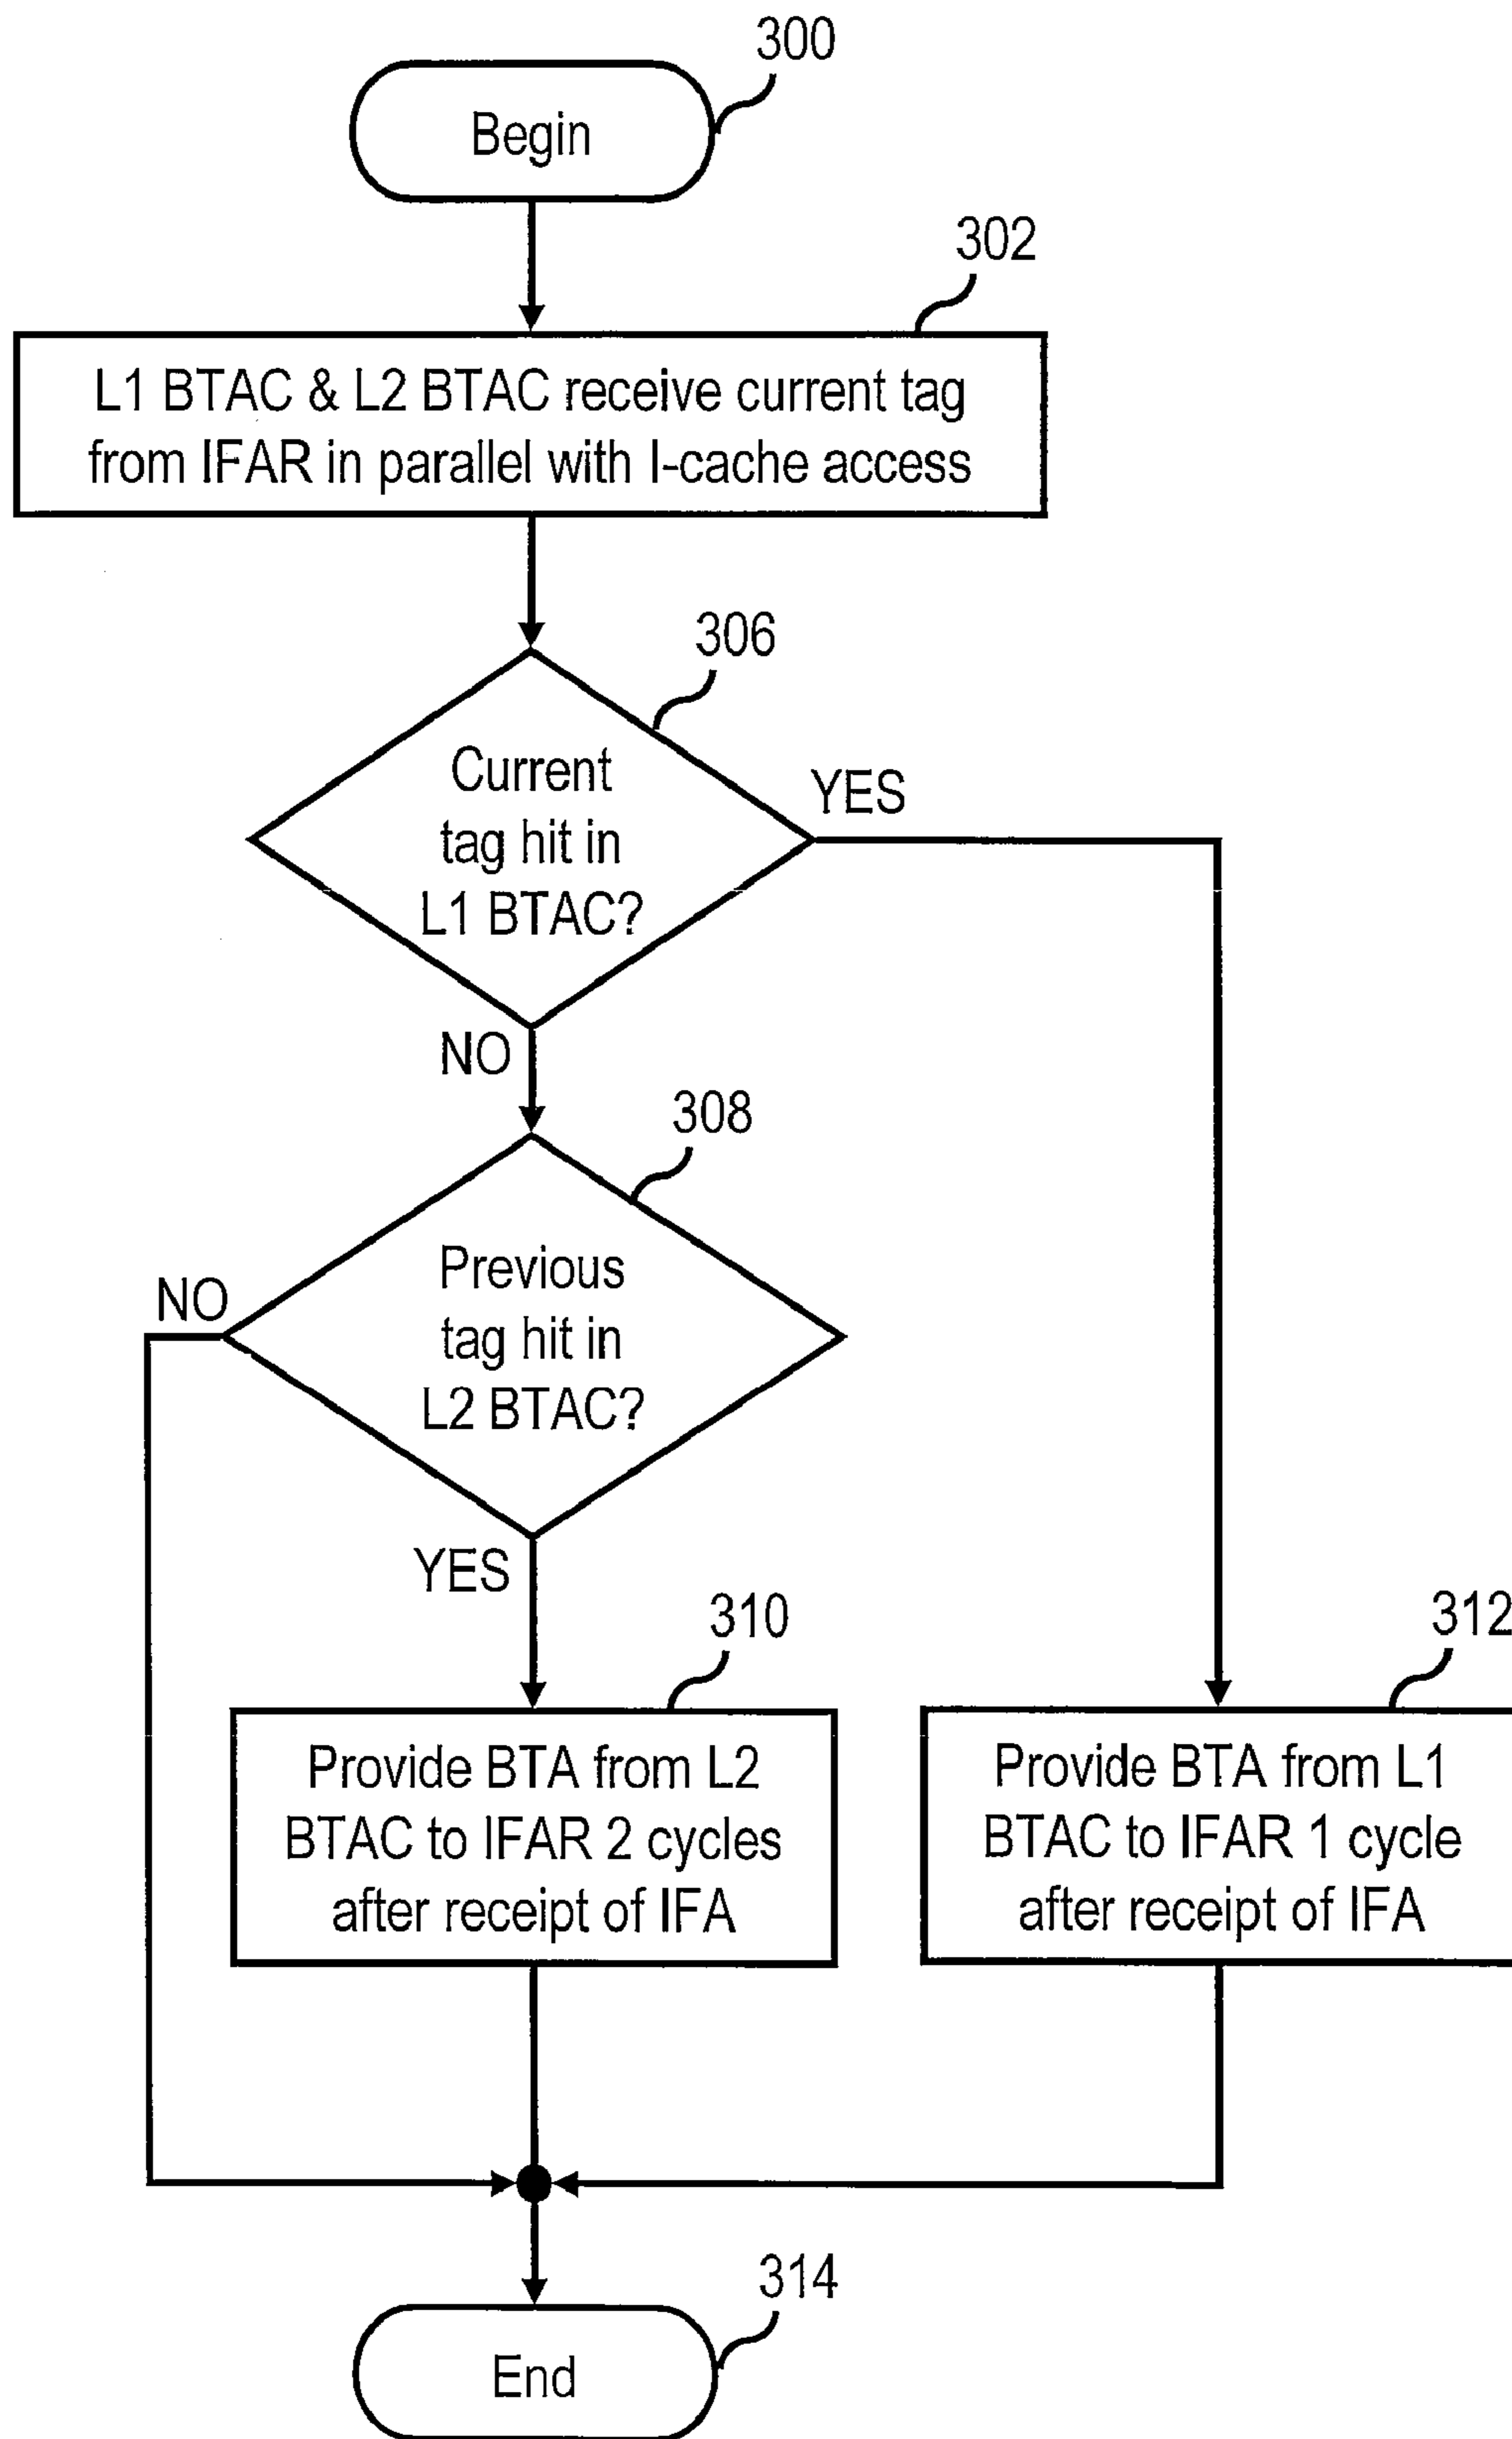 300
Begin
302
L1 BTAC & L2 BTAC receive current tag
from IFAR in parallel with I-cache access
306
Current
tag hit in
L1 BTAC?
YES
NO
308
Previous
tag hit in
L2 BTAC?
NO
YES
310
Provide BTA from L2
BTAC to IFAR 2 cycles
after receipt of IFA
312
Provide BTA from L1
BTAC to IFAR 1 cycle
after receipt of IFA
314
End